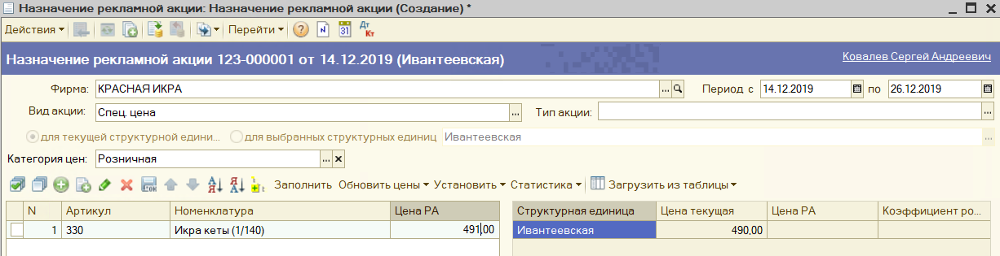 Назначение рекламной акции: Назначение рекламной акции (Создание) *
Действия Перейти Дт Кт
Назначение рекламной акции 123-000001 от 14.12.2019 (Ивантеевская) Ковалев Сергей Андреевич
Фирма: КРАСНАЯ ИКРА ... Период с 14.12.2019 по 26.12.2019
Вид акции: Спец. цена ... Тип акции: ...
для текущей структурной едини... для выбранных структурных единиц Ивантеевская ...
Категория цен: Розничная ... ×
Заполнить Обновить цены Установить Статистика Загрузить из таблицы
N Артикул Номенклатура Цена РА Структурная единица Цена текущая Цена РА Коэффициент ро...
1 330 Икра кеты (1/140) 491,00 Ивантеевская 490,00